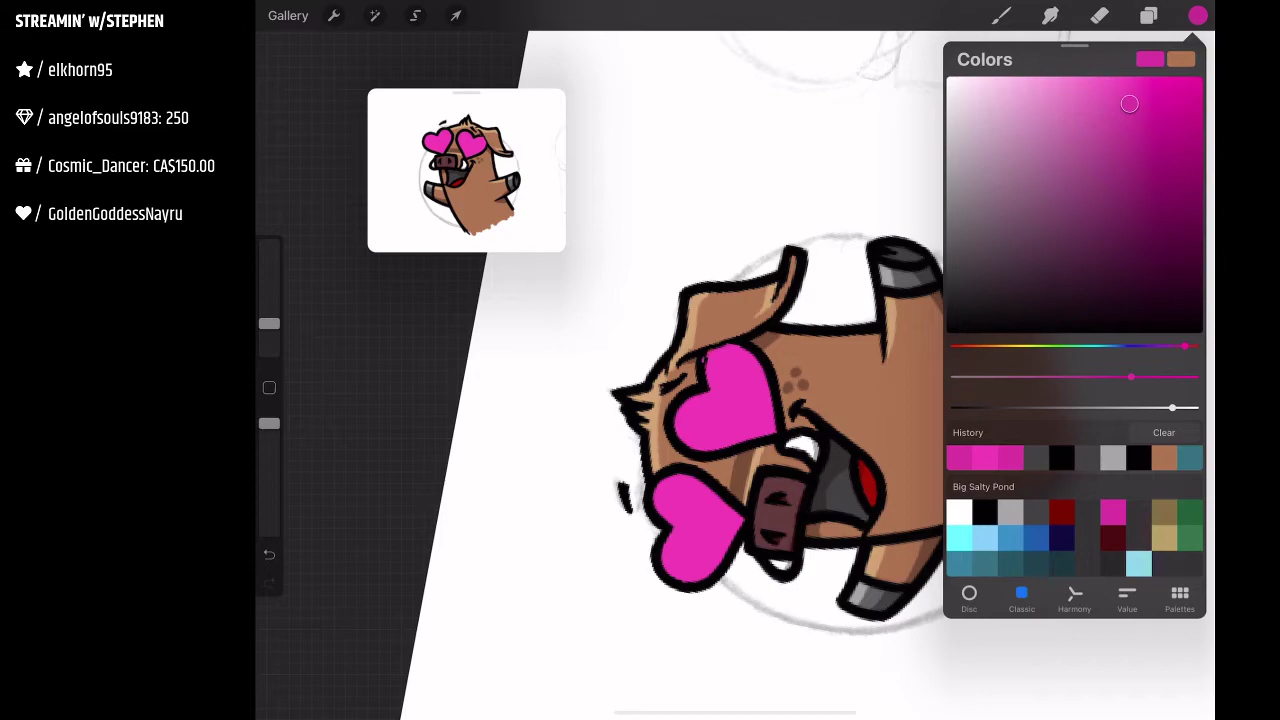 STREAMIN' w/STEPHEN
/ elkhorn95
/ angelofsouls9183: 250
/ Cosmic_Dancer: CA$150.00
/ GoldenGoddessNayru
Gallery
Colors
History
Clear
Big Salty Pond
Disc
Classic
Harmony
Value
Palettes